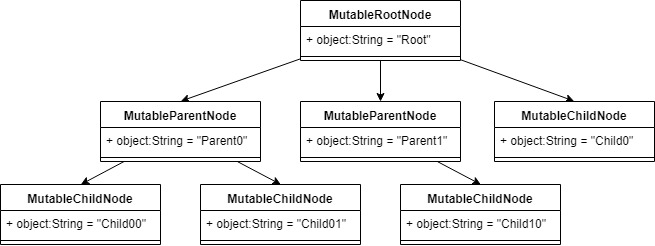 MutableRootNode
+ object:String = "Root"
MutableParentNode
+ object:String = "Parent0"
MutableParentNode
+ object:String = "Parent1"
MutableChildNode
+ object:String = "Child0"
MutableChildNode
+ object:String = "Child00"
MutableChildNode
+ object:String = "Child01"
MutableChildNode
+ object:String = "Child10"